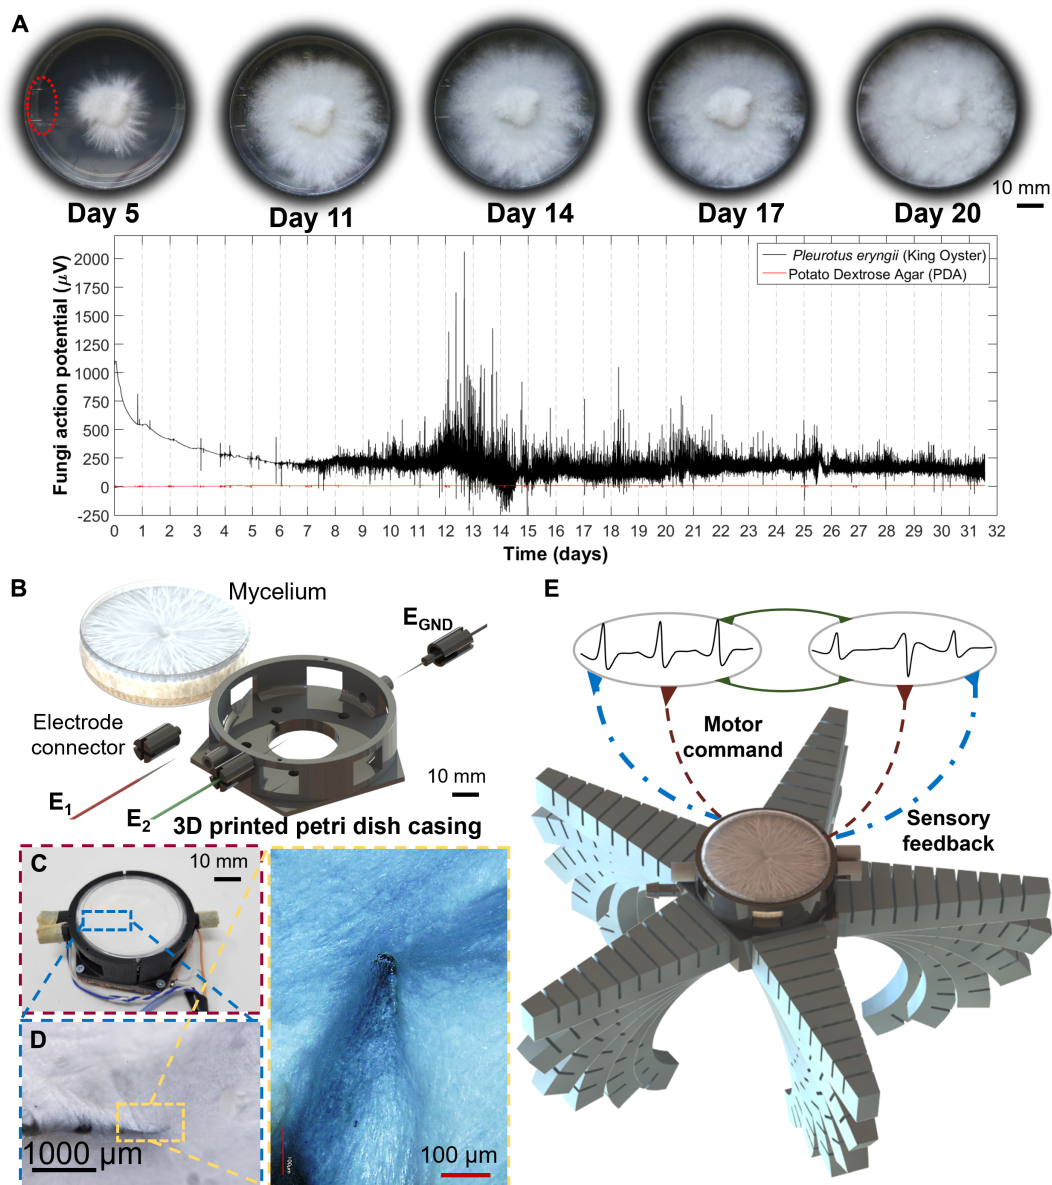 A
10 mm
Day 5
Day 11
Day 14
Day 17
Day 20
Fungi action potential (μV)
2000
1750
1500
1250
1000
750
500
250
0
-250
Pleurotus eryngii (King Oyster)
Potato Dextrose Agar (PDA)
0 1 2 3 4 5 6 7 8 9 10 11 12 13 14 15 16 17 18 19 20 21 22 23 24 25 26 27 28 29 30 31 32
Time (days)
B
Mycelium
E_GND
Electrode
connector
E_1
E_2
10 mm
3D printed petri dish casing
C
10 mm
D
1000 μm
100μm
100 μm
E
Motor
command
Sensory
feedback